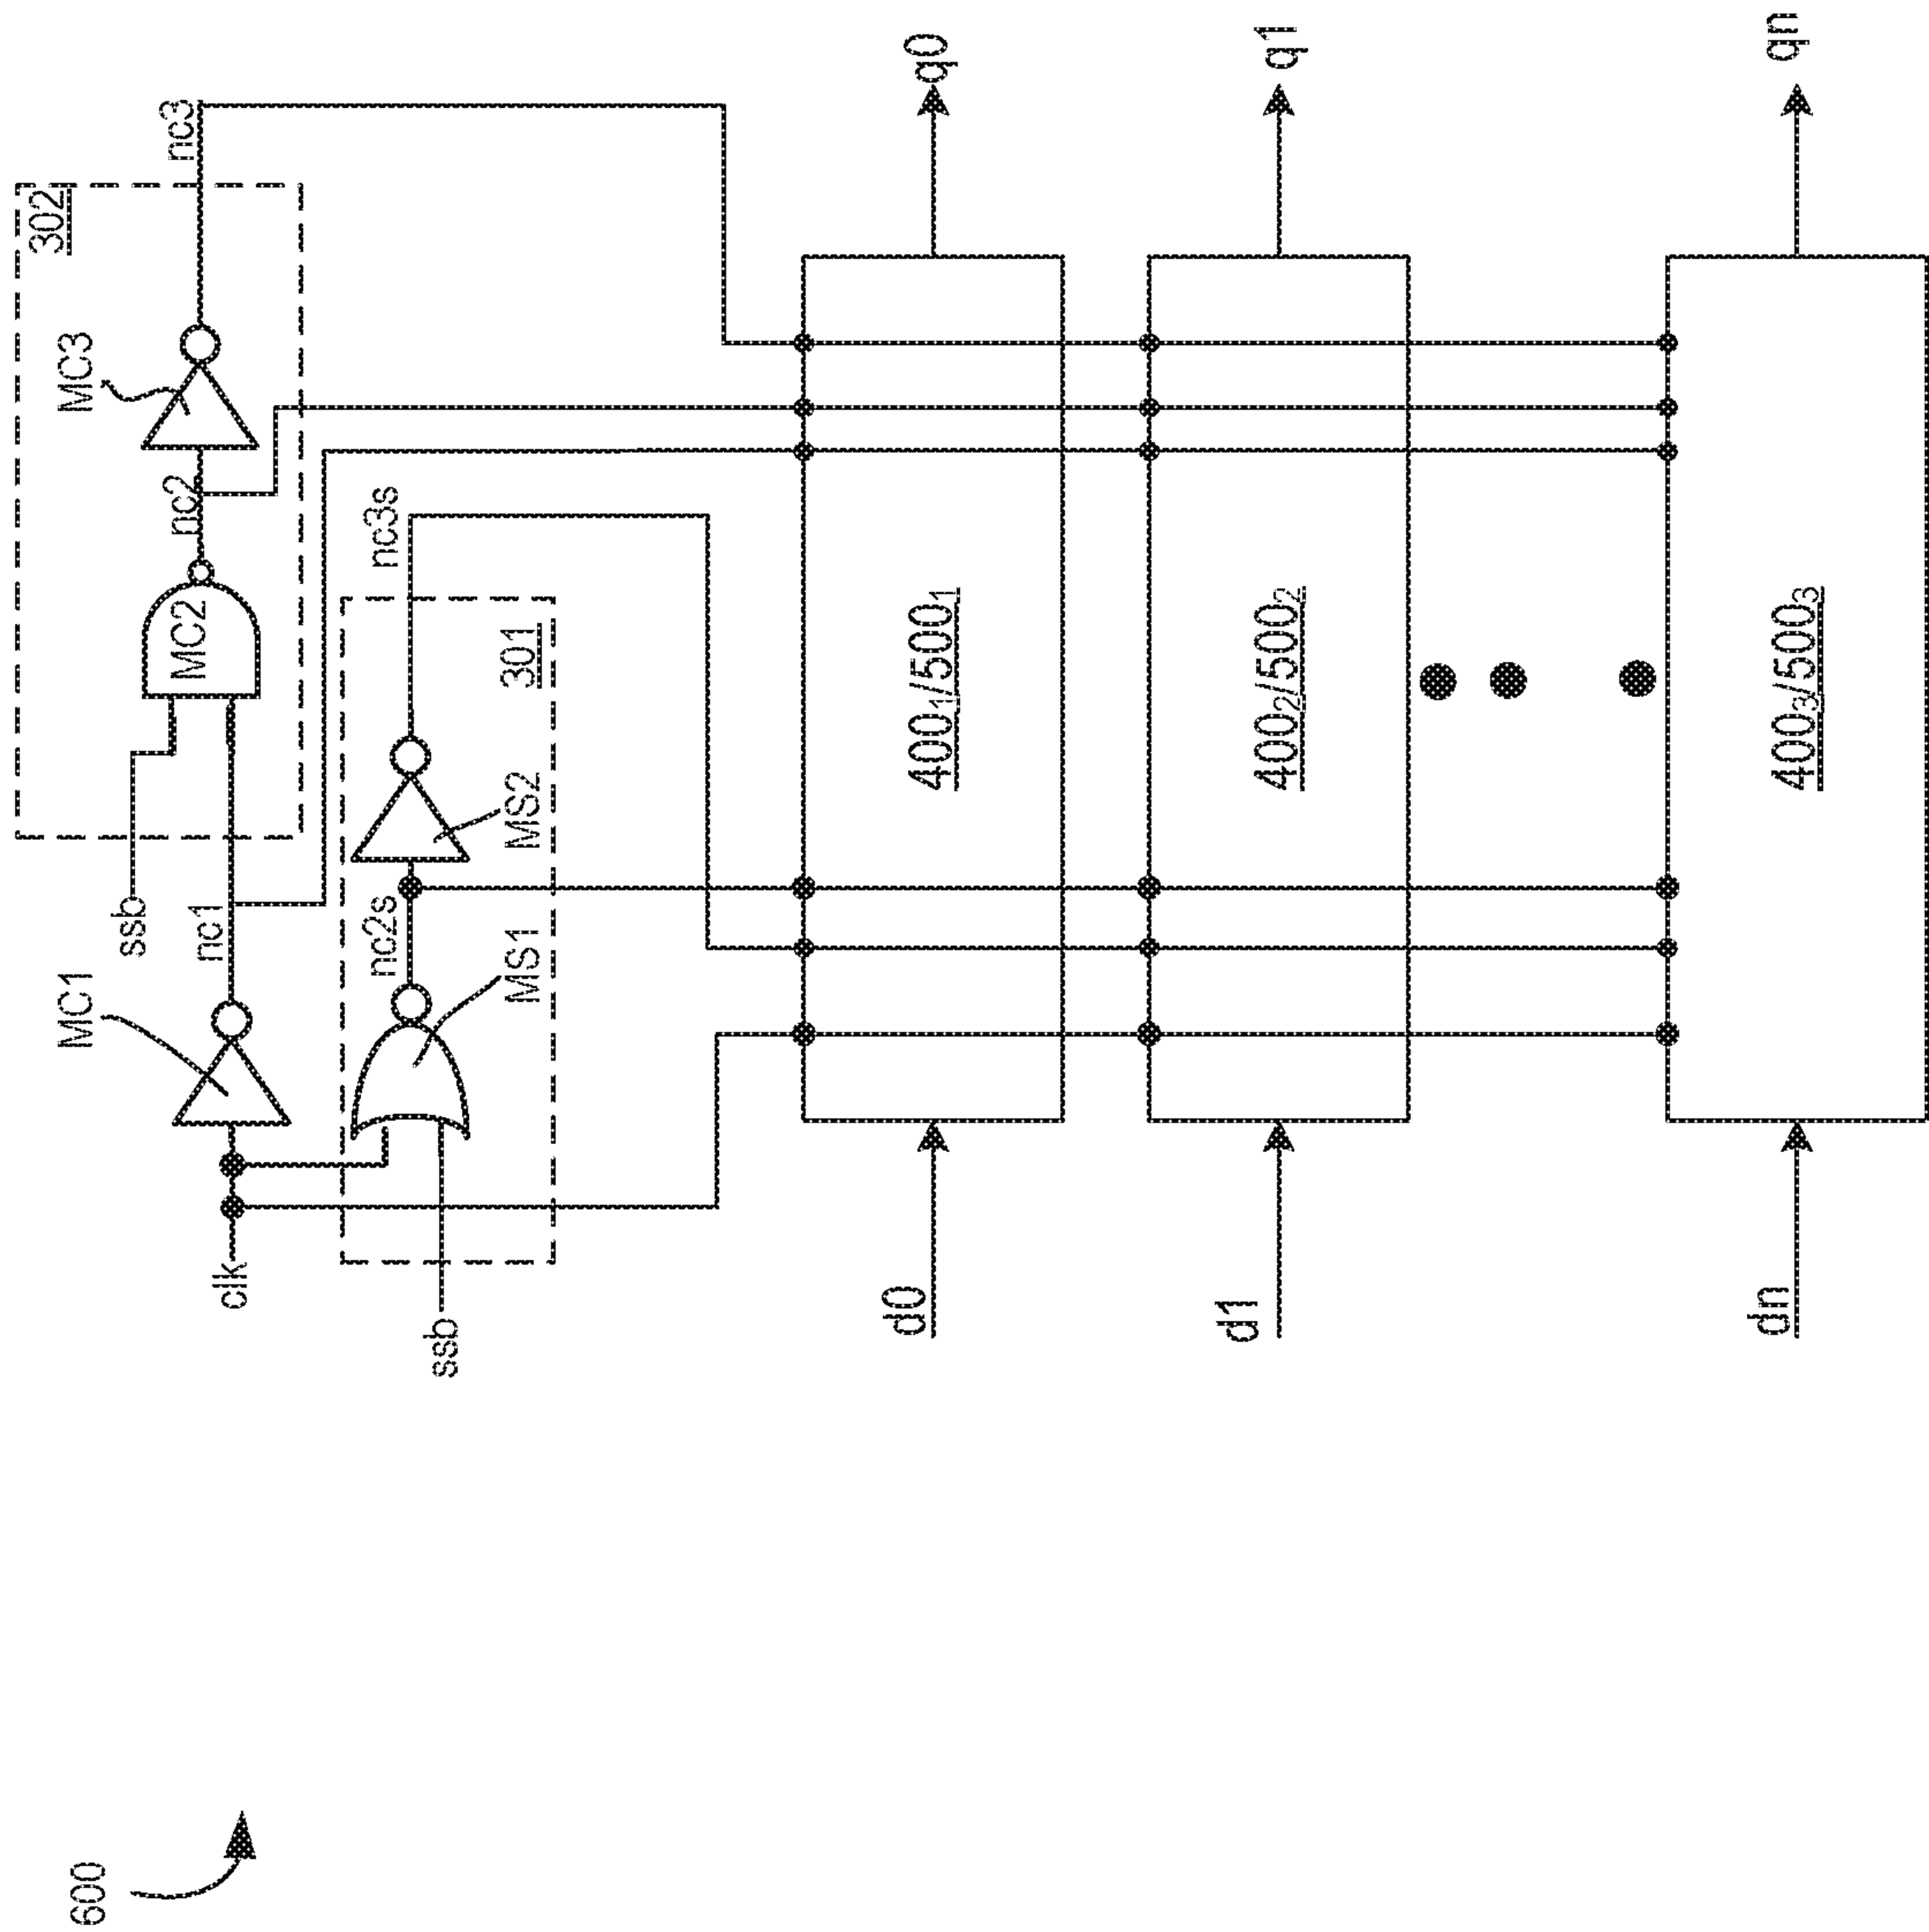 600
302
MC3
nc3
MC2
nc2
ssb
nc1
MC1
clk
nc3s
301
MS2
nc2s
MS1
ssb
d0
400₁/500₁
q0
d1
400₂/500₂
q1
dn
400₃/500₃
qn